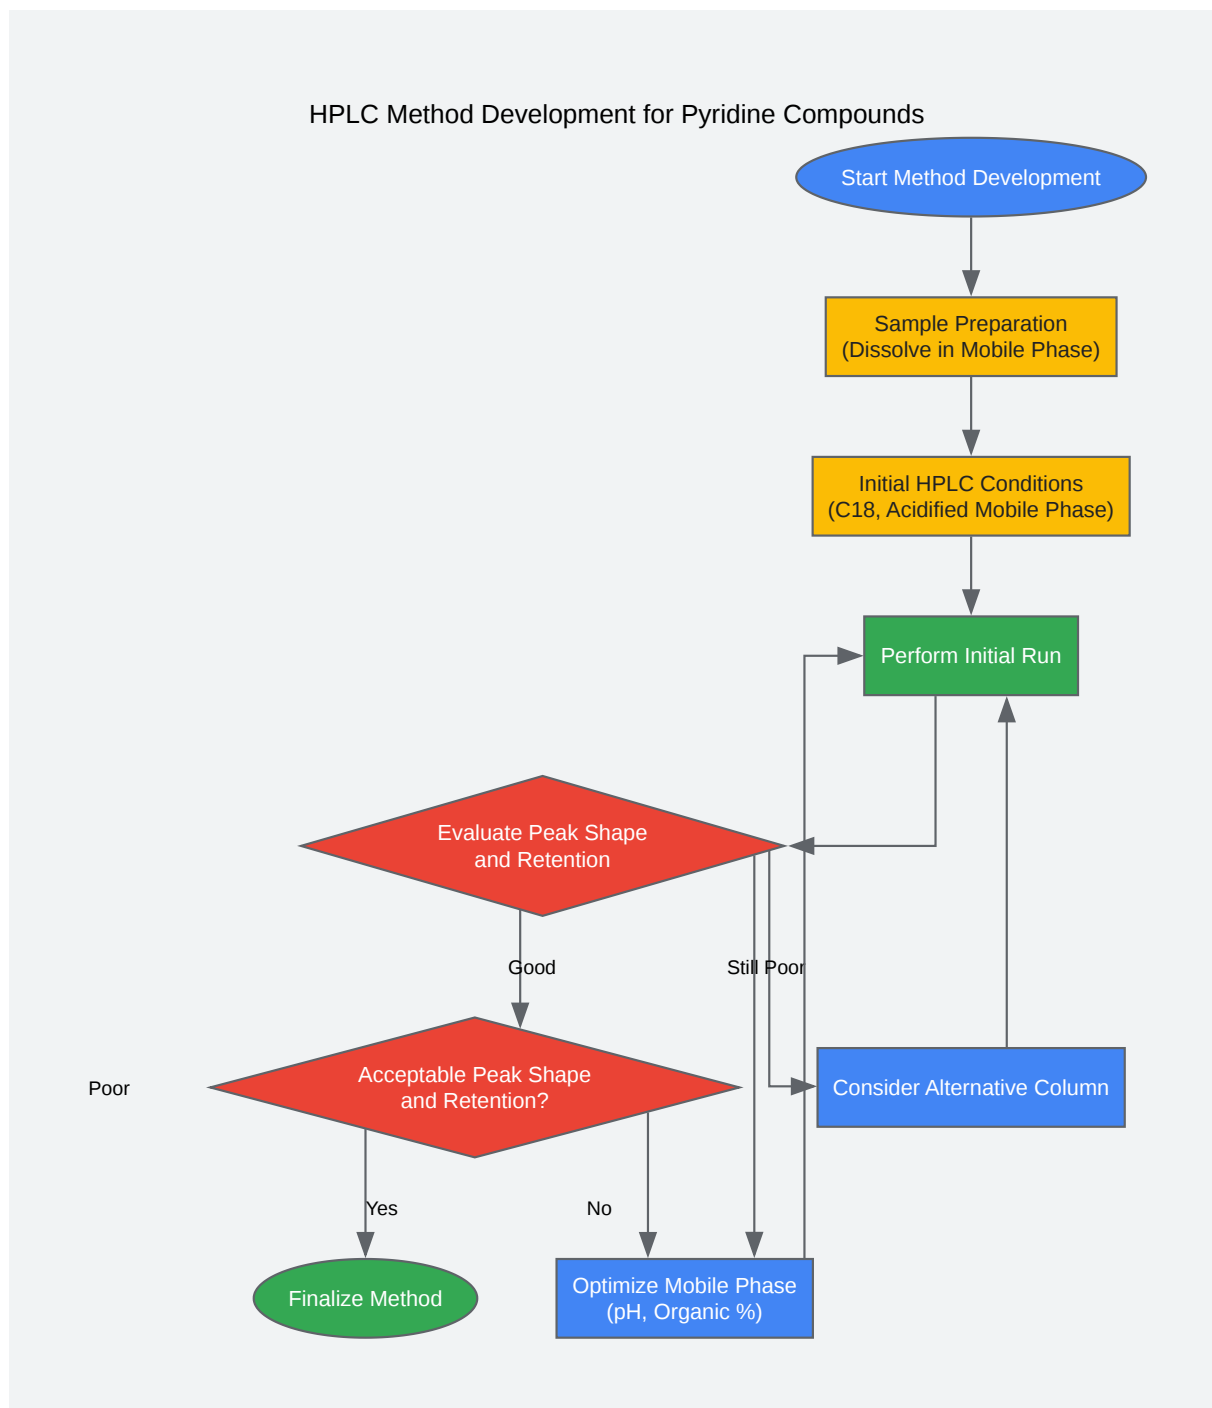 HPLC Method Development for Pyridine Compounds
Start Method Development
Sample Preparation
(Dissolve in Mobile Phase)
Initial HPLC Conditions
(C18, Acidified Mobile Phase)
Perform Initial Run
Evaluate Peak Shape
and Retention
Good
Still Poor
Poor
Acceptable Peak Shape
and Retention?
Consider Alternative Column
Yes
No
Finalize Method
Optimize Mobile Phase
(pH, Organic %)